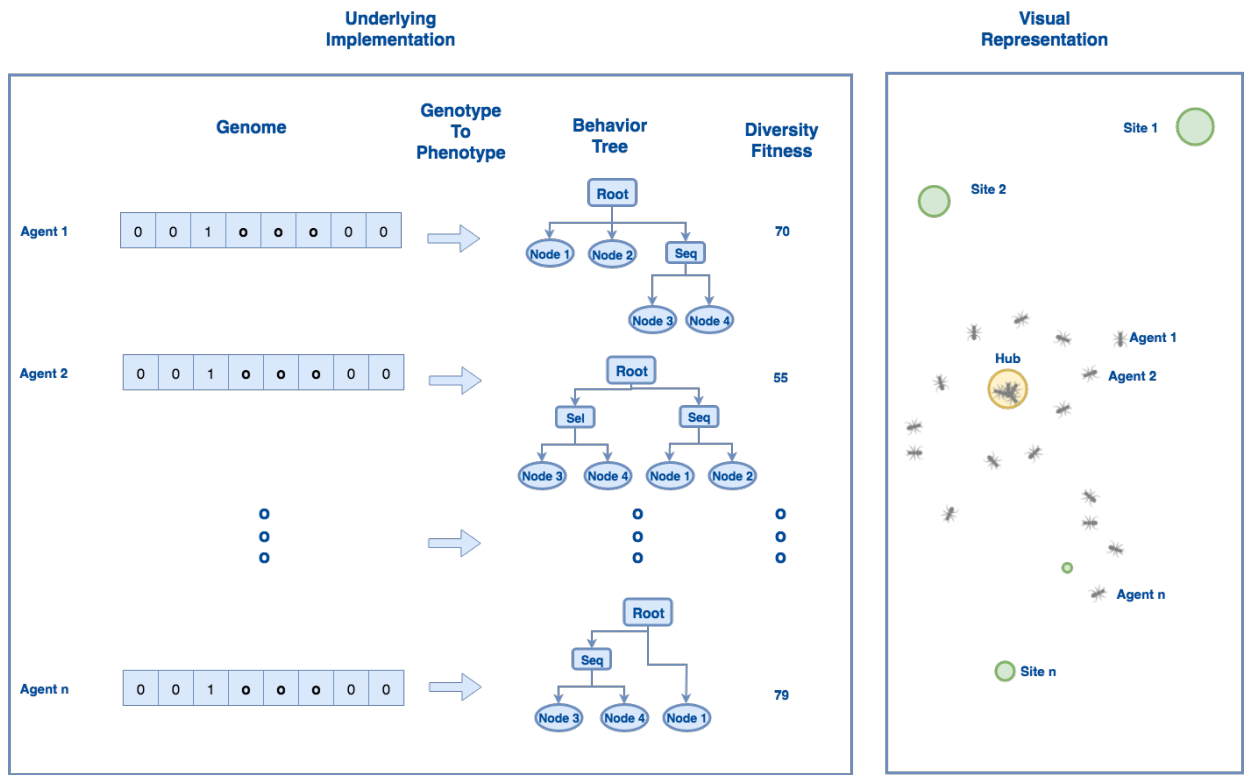 Underlying
Implementation
Visual
Representation
Genome
Genotype
To
Phenotype
Behavior
Tree
Diversity
Fitness
Agent 1
0 0 1 o o o 0 0
Root
Node 1 Node 2 Seq
Node 3 Node 4
70
Agent 2
0 0 1 o o o 0 0
Root
Sel Seq
Node 3 Node 4 Node 1 Node 2
55
o o o
o o o
o o o
Agent n
0 0 1 o o o 0 0
Root
Seq
Node 3 Node 4 Node 1
79
Site 1
Site 2
Agent 1
Hub
Agent 2
Agent n
Site n